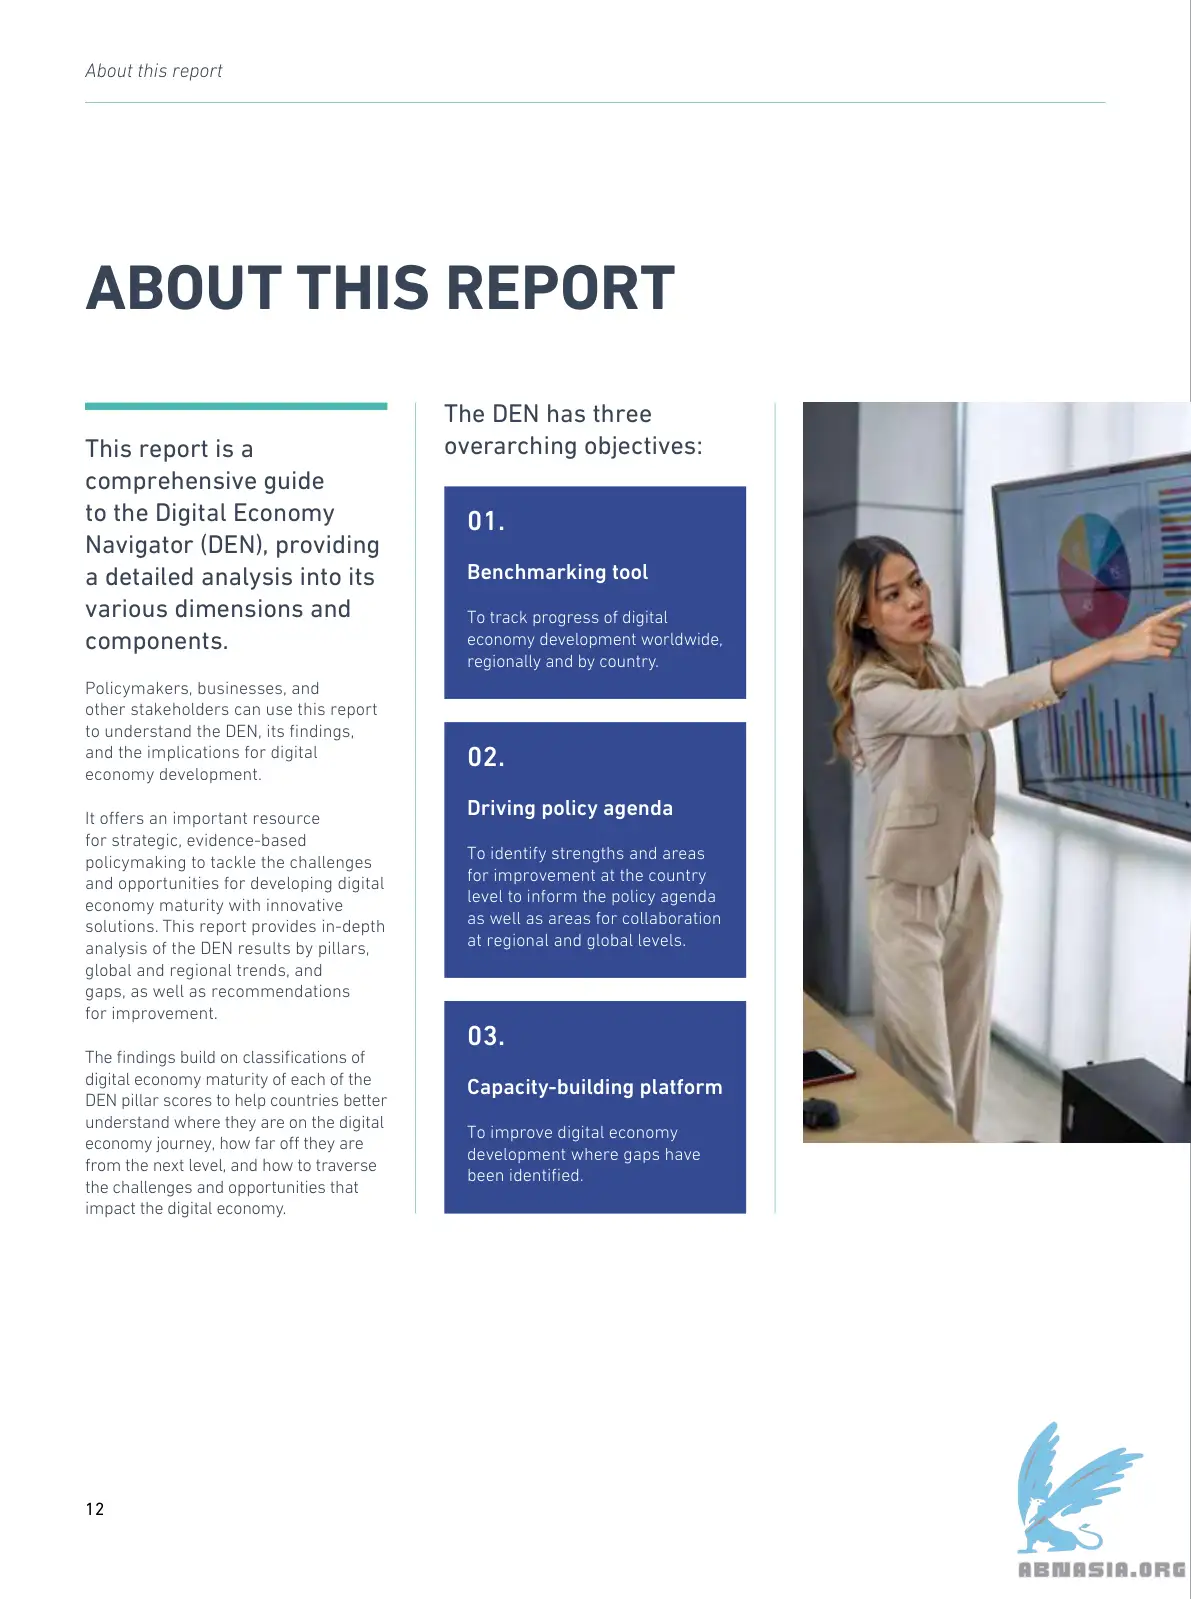 About this report
ABOUT THIS REPORT
This report is a
comprehensive guide
to the Digital Economy
Navigator (DEN), providing
a detailed analysis into its
various dimensions and
components.
Policymakers, businesses, and
other stakeholders can use this report
to understand the DEN, its findings,
and the implications for digital
economy development.
It offers an important resource
for strategic, evidence-based
policymaking to tackle the challenges
and opportunities for developing digital
economy maturity with innovative
solutions. This report provides in-depth
analysis of the DEN results by pillars,
global and regional trends, and
gaps, as well as recommendations
for improvement.
The findings build on classifications of
digital economy maturity of each of the
DEN pillar scores to help countries better
understand where they are on the digital
economy journey, how far off they are
from the next level, and how to traverse
the challenges and opportunities that
impact the digital economy.
The DEN has three
overarching objectives:
01.
Benchmarking tool
To track progress of digital
economy development worldwide,
regionally and by country.
02.
Driving policy agenda
To identify strengths and areas
for improvement at the country
level to inform the policy agenda
as well as areas for collaboration
at regional and global levels.
03.
Capacity-building platform
To improve digital economy
development where gaps have
been identified.
12
ABNASIA.ORG